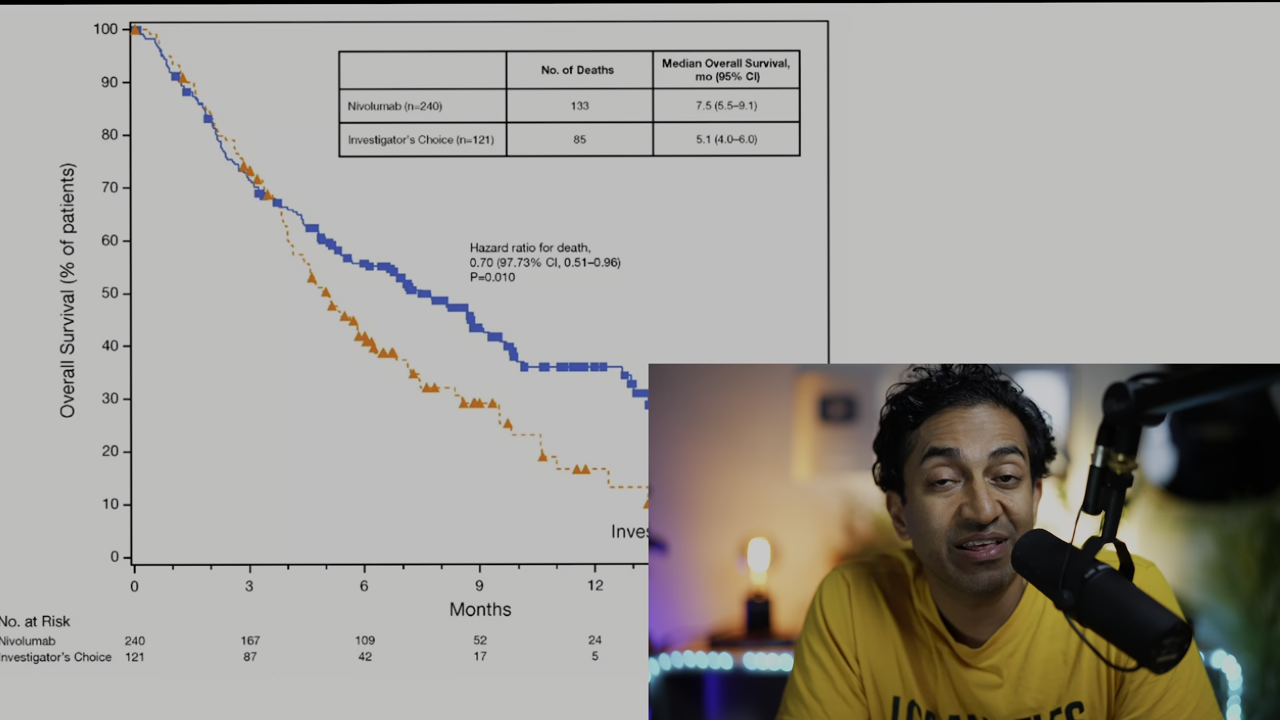 100
90
80
70
60
50
40
30
20
10
0
Overall Survival (% of patients)
No. of Deaths
Median Overall Survival,
mo (95% CI)
Nivolumab (n=240) 133 7.5 (5.5–9.1)
Investigator's Choice (n=121) 85 5.1 (4.0–6.0)
Hazard ratio for death,
0.70 (97.73% CI, 0.51–0.96)
P=0.010
Inves
0 3 6 9 12
Months
No. at Risk
Nivolumab 240 167 109 52 24
Investigator's Choice 121 87 42 17 5